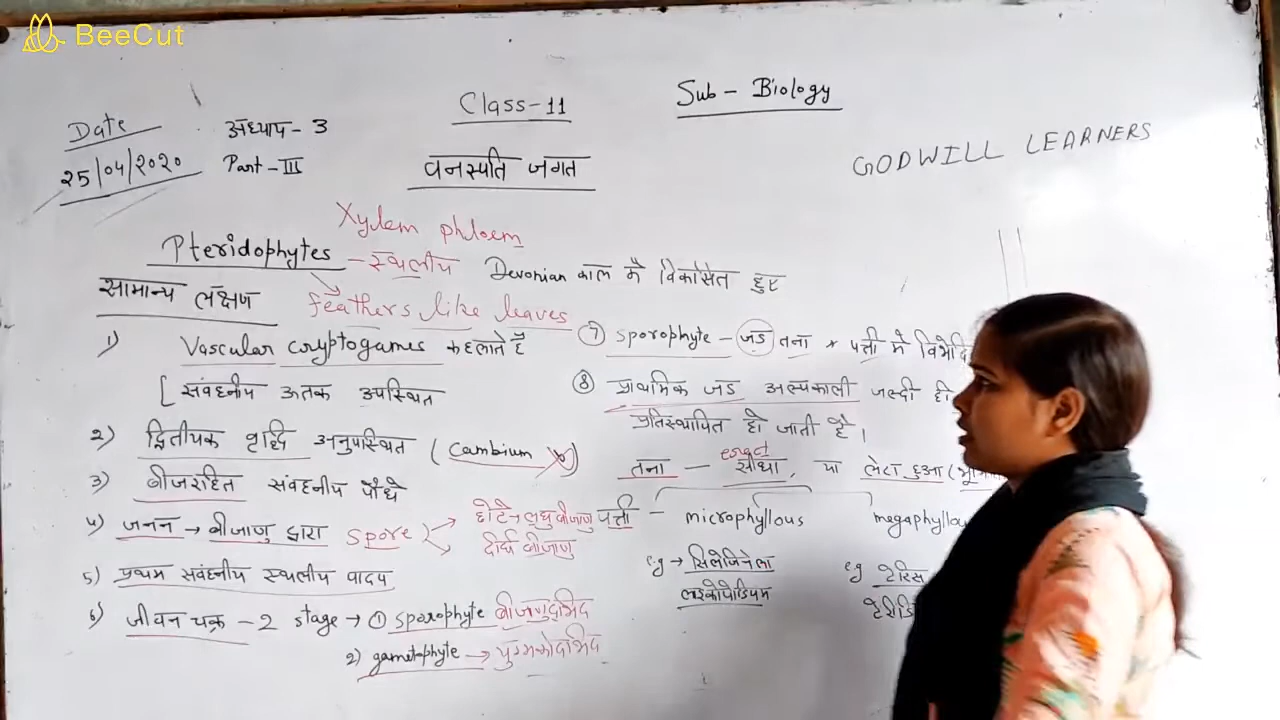 BeeCut
Date
25/04/2020
अध्याय - 3
Part - III
Class-11
Sub - Biology
वनस्पति जगत
GODWILL LEARNERS
Xylem phloem
Pteridophytes - स्थलीय Devonian काल में विकसित हुए
सामान्य लक्षण
feathers like leaves
1) Vascular cryptogames कहलाते हैं
[संवहनीय ऊतक उपस्थित
2) द्वितीयक वृद्धि अनुपस्थित (Cambium
3) बीजरहित संवहनीय पौधे
4) जनन → बीजाणु द्वारा spore
छोटे → लघु बीजाणु
दीर्घ बीजाणु
5) प्रथम संवहनीय स्थलीय पादप
6) जीवन चक्र - 2 stage → ① sporophyte बीजाणुदभिद
2) gametophyte → युग्मकोदभिद
⑦ sporophyte - जड तना * पत्ती में
⑧ प्राथमिक जड अल्पकाली जल्दी ही
प्रतिस्थापित हो जाती है।
तना - सीधा, या लेटा हुआ
पत्ती - microphyllous
e.g → सिलेजिनेला
लाइकोपोडियम
e.g टेरिस